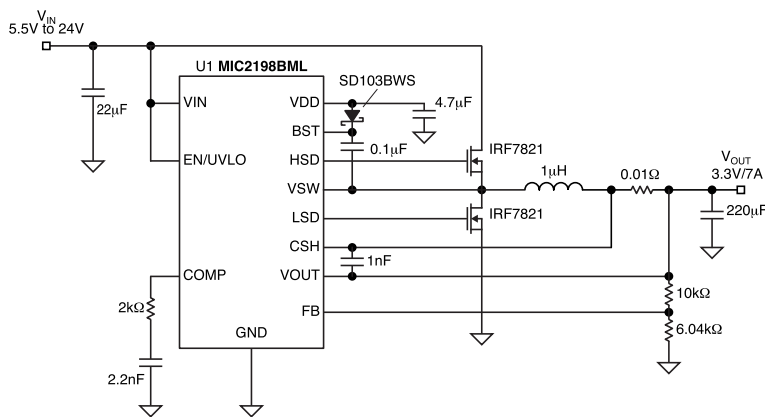 VIN
5.5V to 24V
U1 MIC2198BML
SD103BWS
22µF
VIN
VDD
4.7µF
BST
0.1µF
EN/UVLO
HSD
IRF7821
VSW
1µH
0.01Ω
VOUT
3.3V/7A
LSD
IRF7821
220µF
CSH
1nF
COMP
VOUT
2kΩ
10kΩ
FB
6.04kΩ
GND
2.2nF